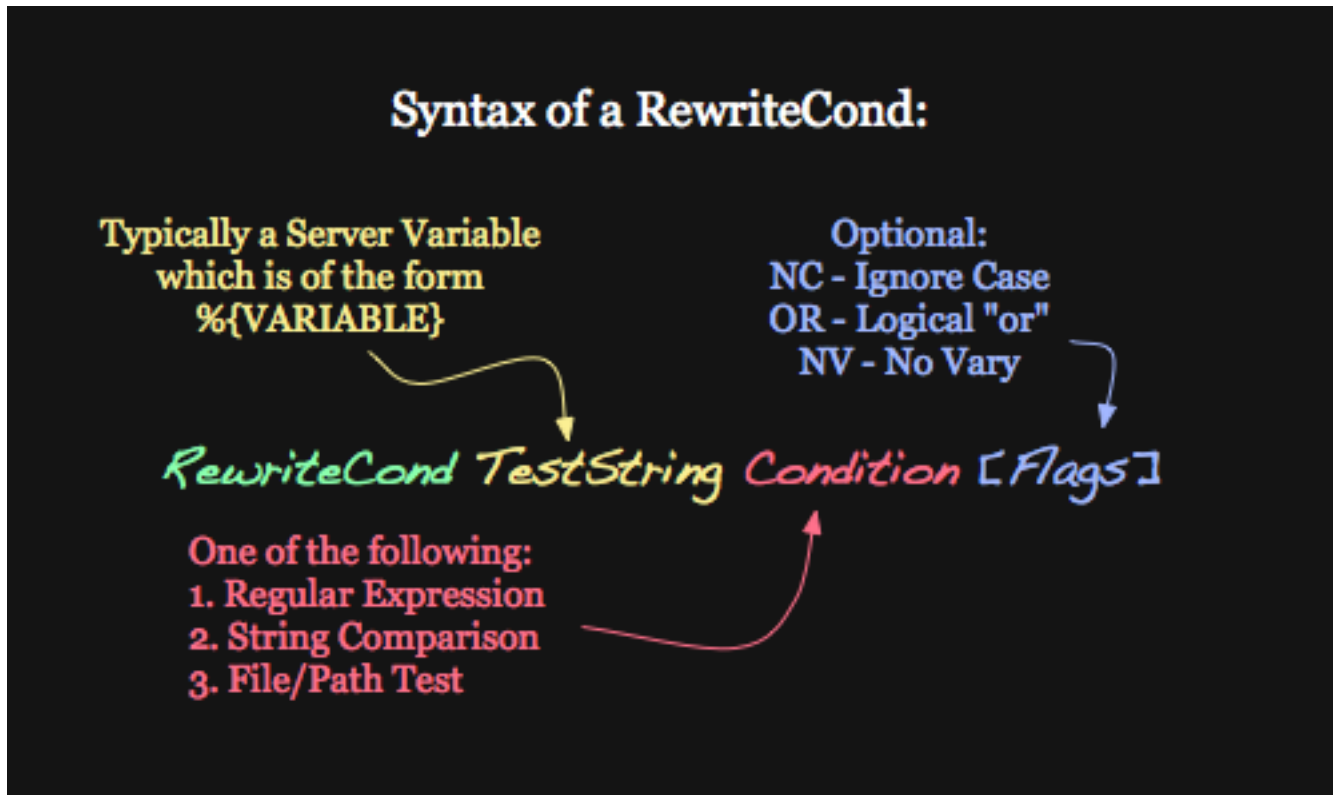 Syntax of a RewriteCond:
Typically a Server Variable
which is of the form
%{VARIABLE}
Optional:
NC - Ignore Case
OR - Logical "or"
NV - No Vary
RewriteCond TestString Condition [Flags]
One of the following:
1. Regular Expression
2. String Comparison
3. File/Path Test